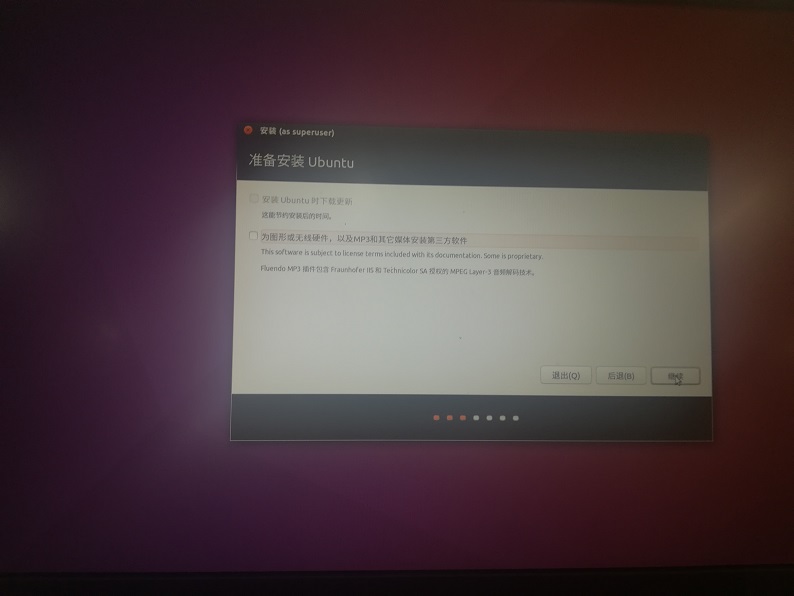 安装 (as superuser)
准备安装 Ubuntu
安装 Ubuntu 时下载更新
这能节约安装后的时间。
为图形或无线硬件，以及MP3和其它媒体安装第三方软件
This software is subject to license terms included with its documentation. Some is proprietary.
Fluendo MP3 插件包含 Fraunhofer IIS 和 Technicolor SA 授权的 MPEG Layer-3 音频解码技术。
退出(Q) 后退(B) 继续